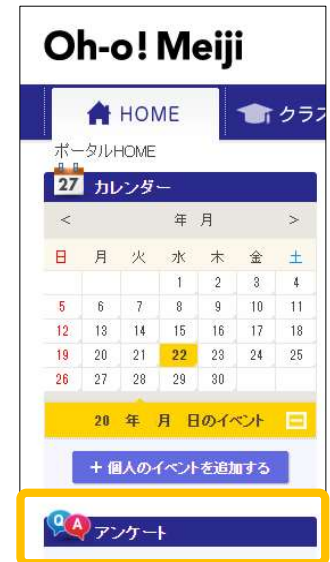 Oh-o! Meiji
HOME クラス
ポータルHOME
27 カレンダー
< 年 月 >
日 月 火 水 木 金 土
1 2 3 4
5 6 7 8 9 10 11
12 13 14 15 16 17 18
19 20 21 22 23 24 25
26 27 28 29 30
20 年 月 日のイベント
+ 個人のイベントを追加する
Q A アンケート